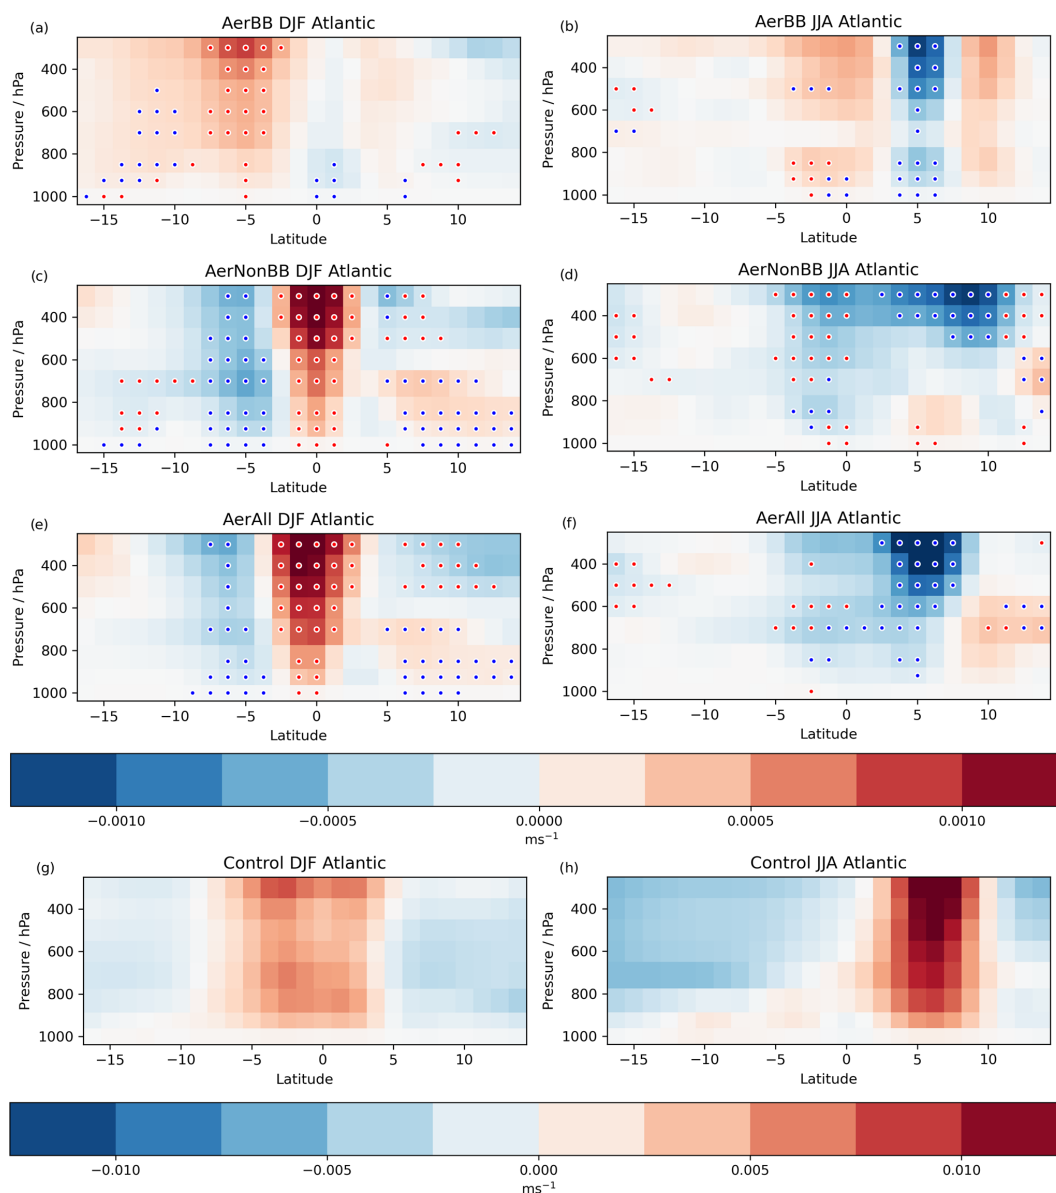 (a) AerBB DJF Atlantic
Pressure / hPa
400
600
800
1000
−15 −10 −5 0 5 10
Latitude
(b) AerBB JJA Atlantic
Pressure / hPa
400
600
800
1000
−15 −10 −5 0 5 10
Latitude
(c) AerNonBB DJF Atlantic
Pressure / hPa
400
600
800
1000
−15 −10 −5 0 5 10
Latitude
(d) AerNonBB JJA Atlantic
Pressure / hPa
400
600
800
1000
−15 −10 −5 0 5 10
Latitude
(e) AerAll DJF Atlantic
Pressure / hPa
400
600
800
1000
−15 −10 −5 0 5 10
Latitude
(f) AerAll JJA Atlantic
Pressure / hPa
400
600
800
1000
−15 −10 −5 0 5 10
Latitude
−0.0010 −0.0005 0.0000 0.0005 0.0010
ms⁻¹
(g) Control DJF Atlantic
Pressure / hPa
400
600
800
1000
−15 −10 −5 0 5 10
Latitude
(h) Control JJA Atlantic
Pressure / hPa
400
600
800
1000
−15 −10 −5 0 5 10
Latitude
−0.010 −0.005 0.000 0.005 0.010
ms⁻¹